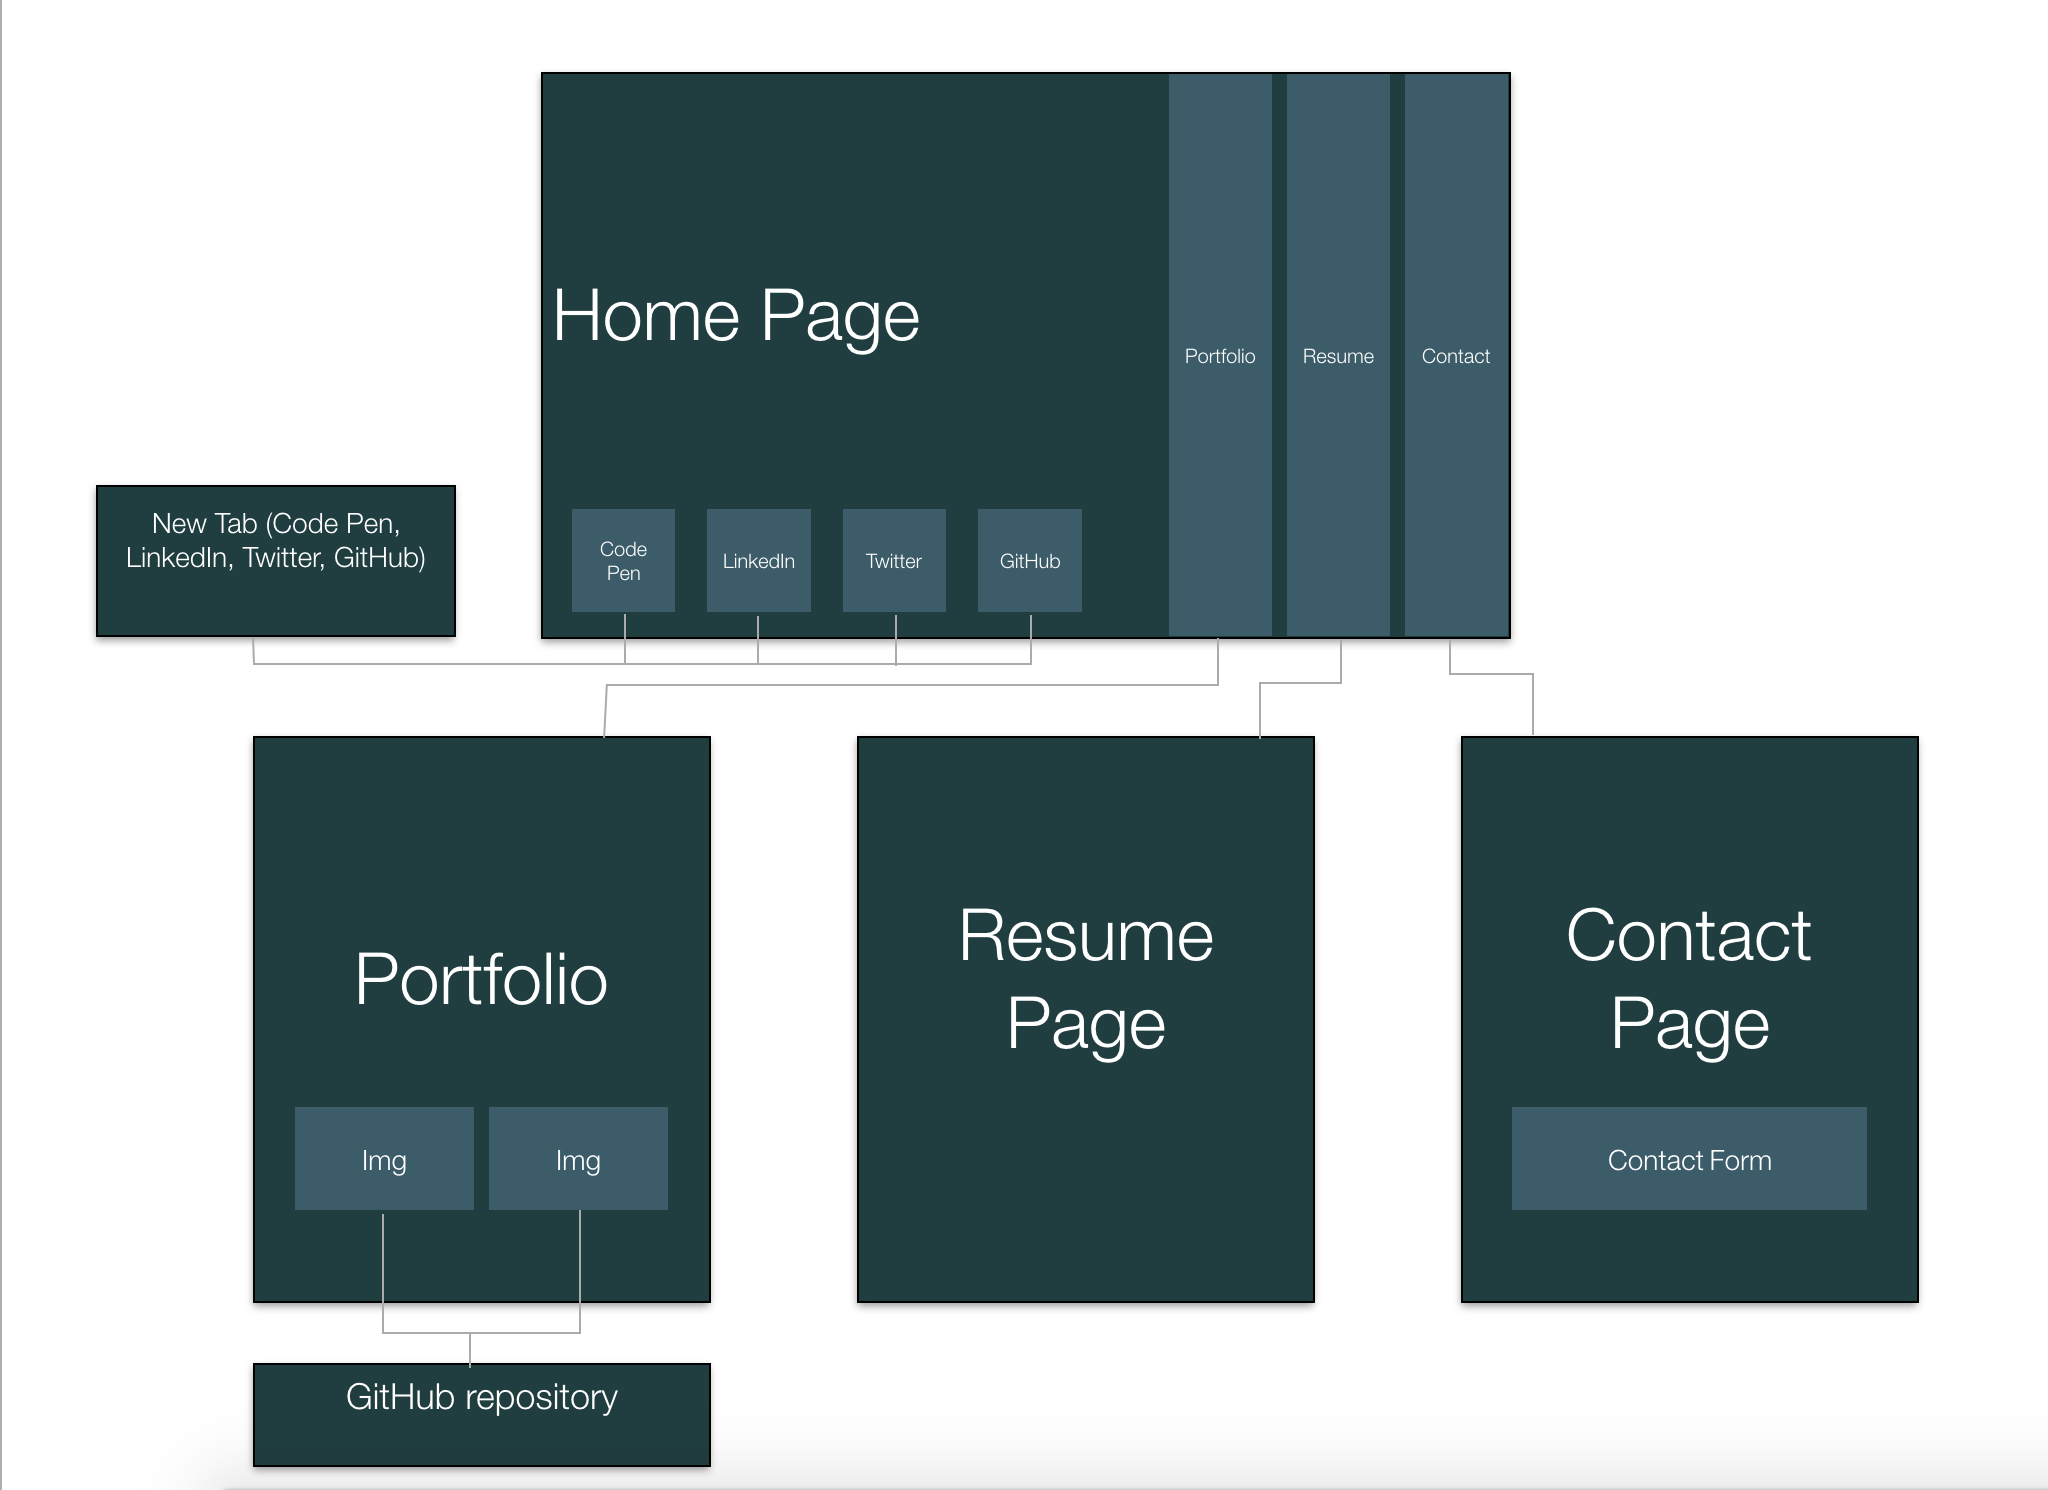 Home Page
Portfolio
Resume
Contact
New Tab (Code Pen,
LinkedIn, Twitter, GitHub)
Code
Pen
LinkedIn
Twitter
GitHub
Portfolio
Img
Img
Resume
Page
Contact
Page
Contact Form
GitHub repository